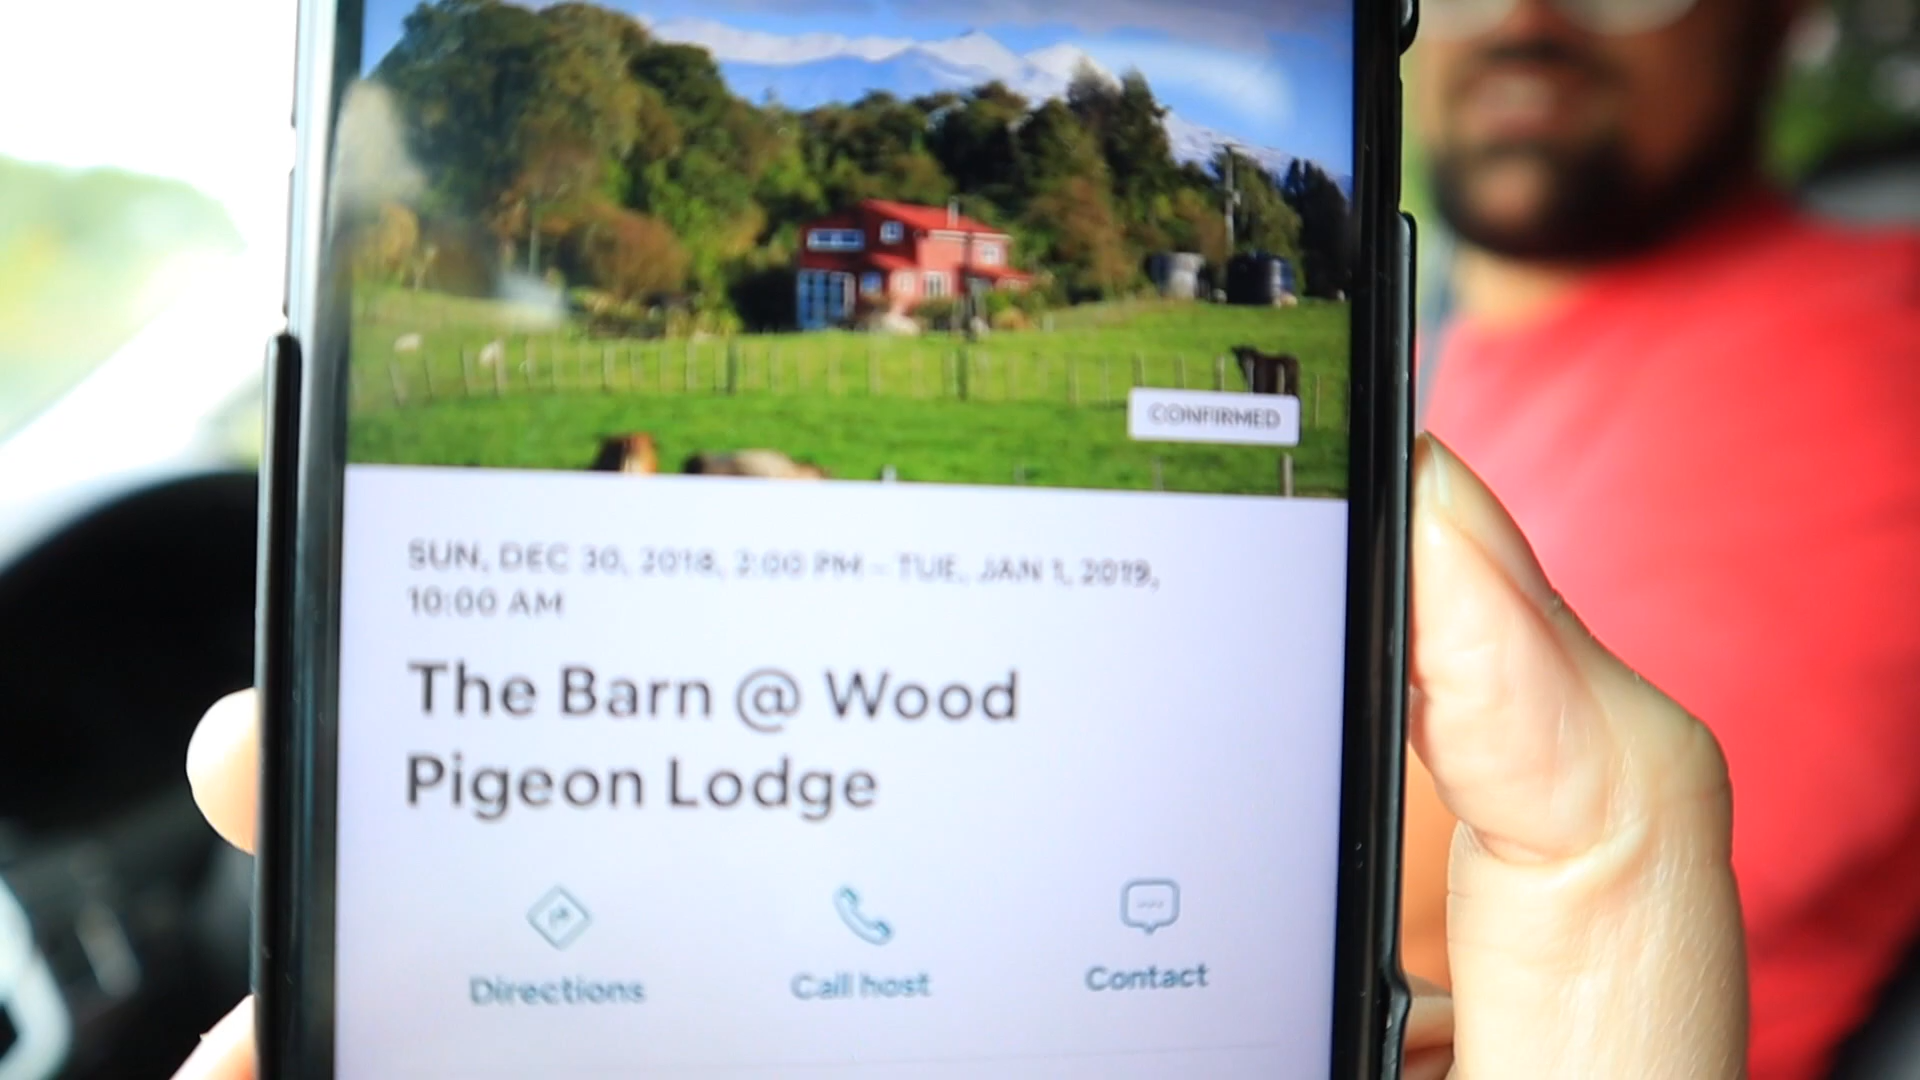 CONFIRMED
SUN, DEC 30, 2018, 2:00 PM – TUE, JAN 1, 2019,
10:00 AM
The Barn @ Wood
Pigeon Lodge
Directions
Call host
Contact